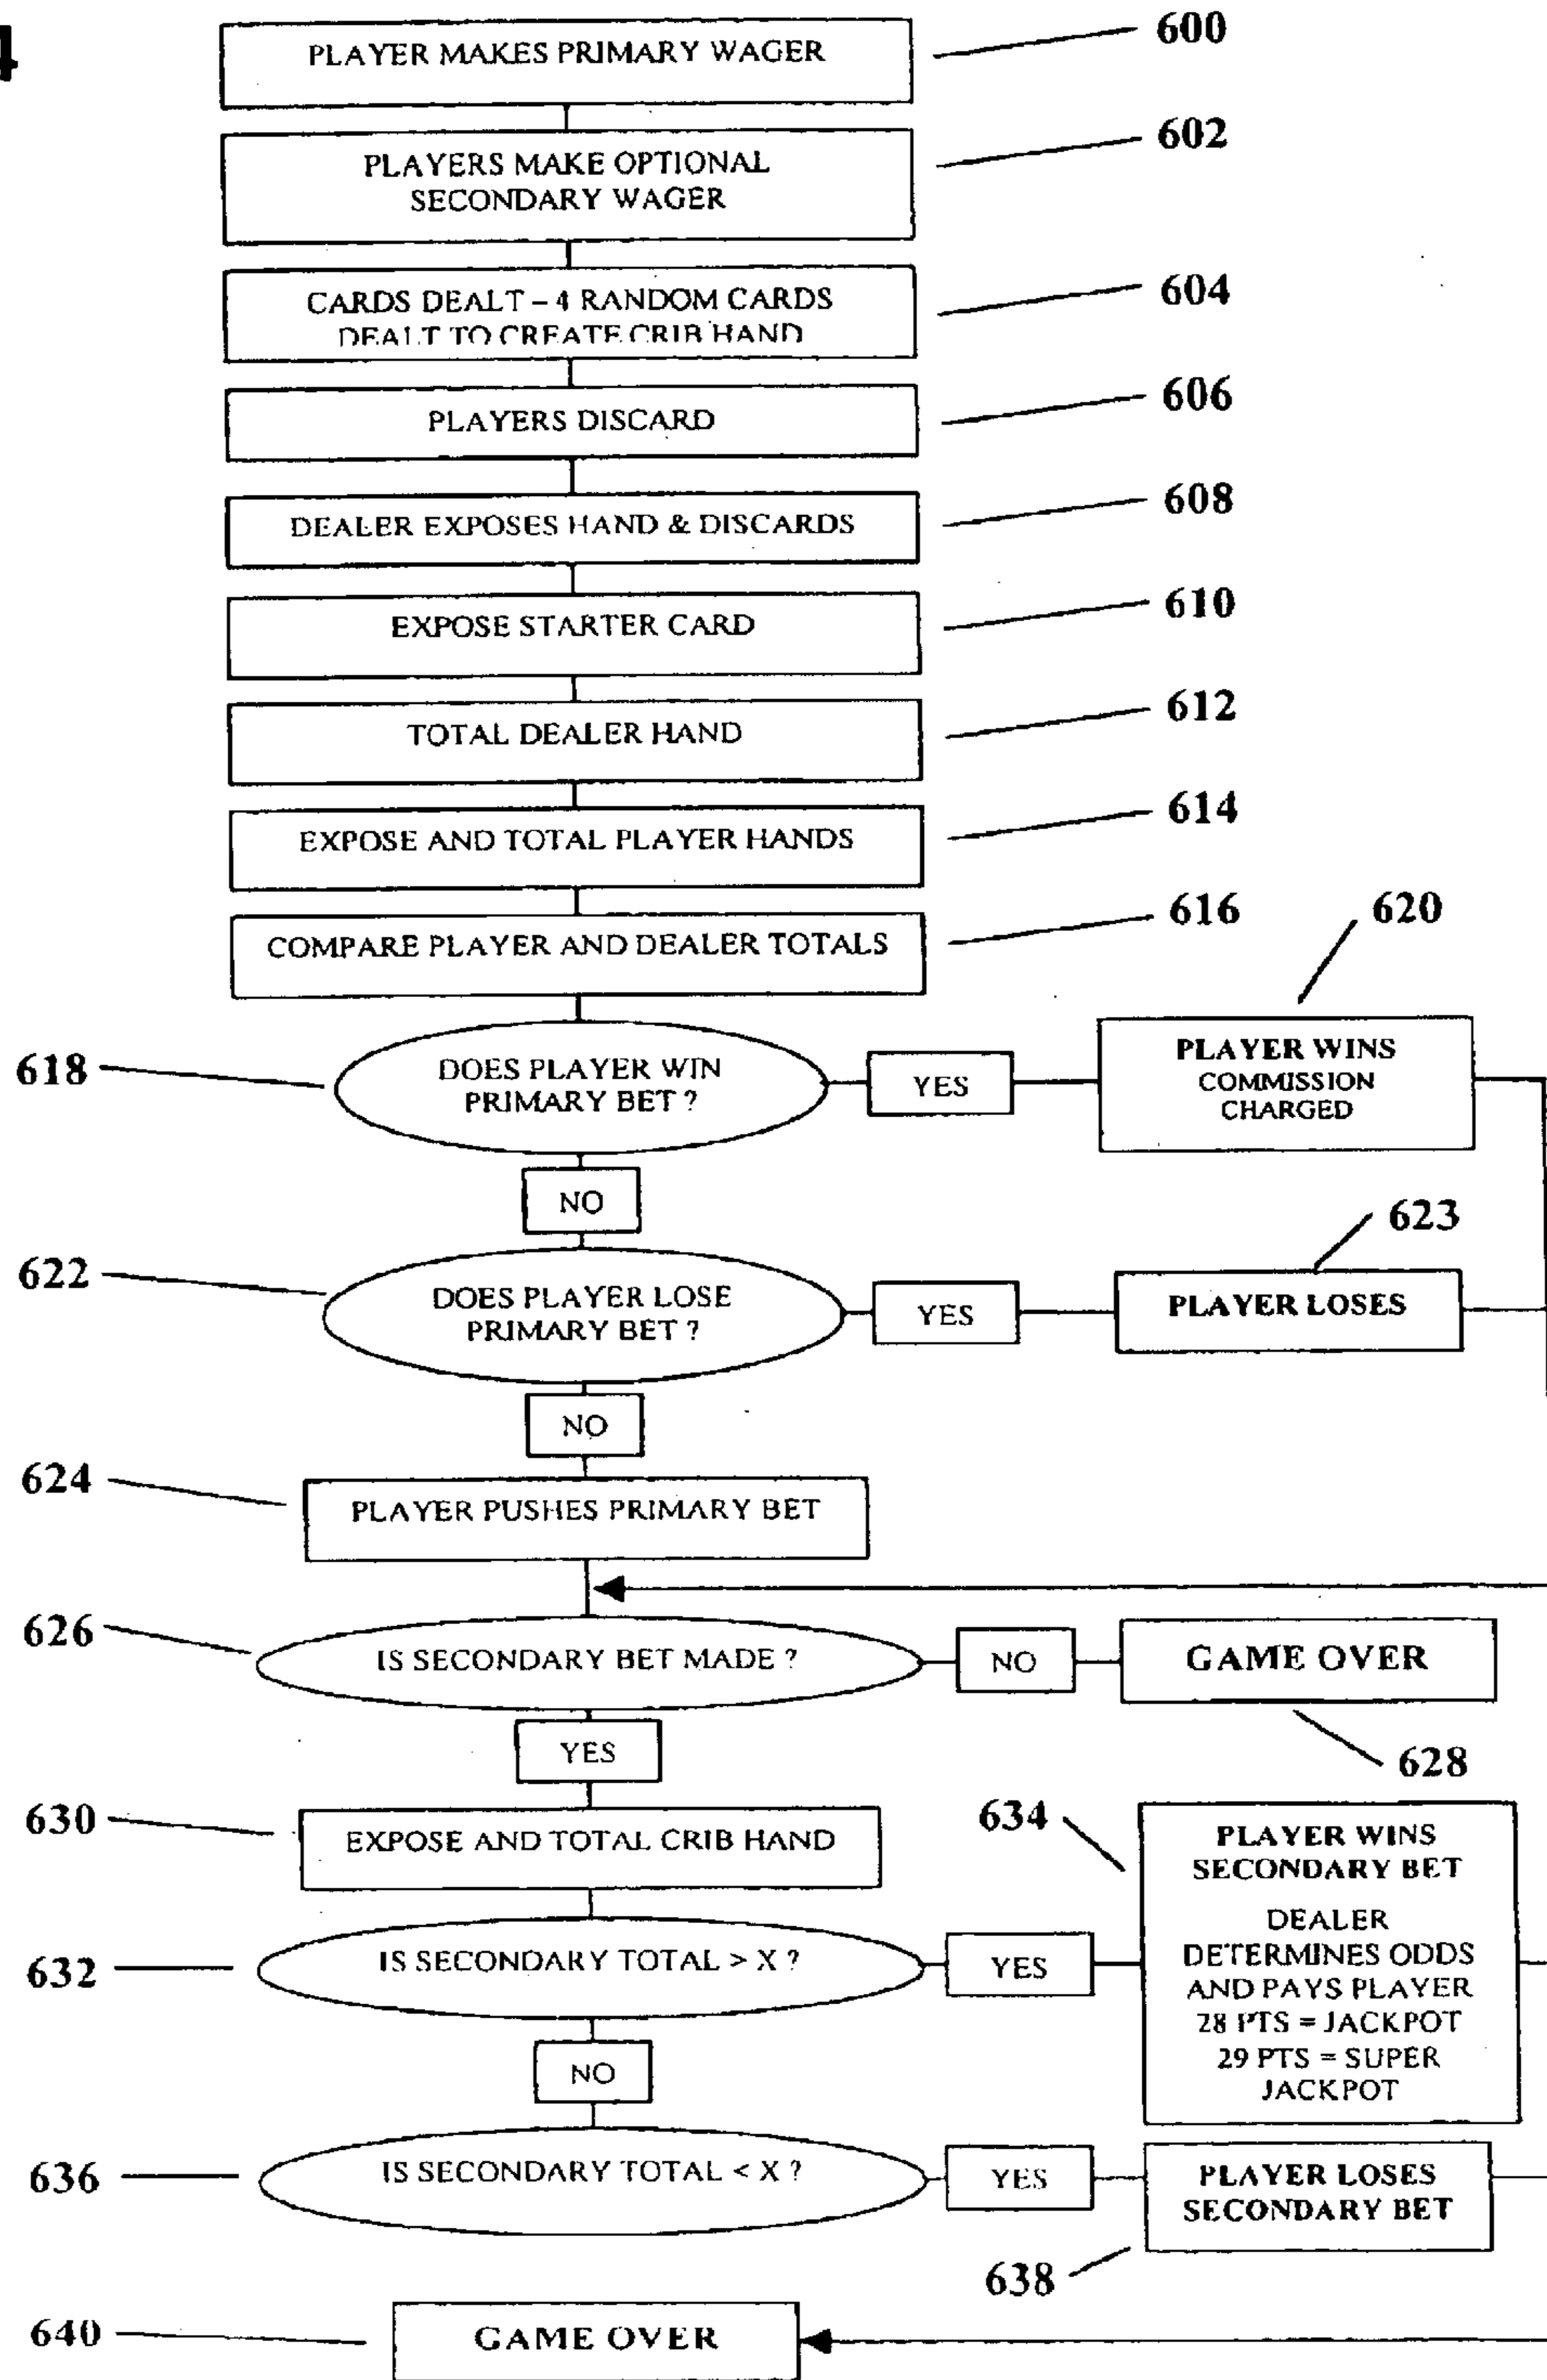 4
PLAYER MAKES PRIMARY WAGER
600
PLAYERS MAKE OPTIONAL
SECONDARY WAGER
602
CARDS DEALT – 4 RANDOM CARDS
DEALT TO CREATE CRIB HAND
604
PLAYERS DISCARD
606
DEALER EXPOSES HAND & DISCARDS
608
EXPOSE STARTER CARD
610
TOTAL DEALER HAND
612
EXPOSE AND TOTAL PLAYER HANDS
614
COMPARE PLAYER AND DEALER TOTALS
616
618
DOES PLAYER WIN
PRIMARY BET ?
YES
620
PLAYER WINS
COMMISSION
CHARGED
NO
622
DOES PLAYER LOSE
PRIMARY BET ?
YES
623
PLAYER LOSES
NO
624
PLAYER PUSHES PRIMARY BET
626
IS SECONDARY BET MADE ?
NO
GAME OVER
628
YES
630
EXPOSE AND TOTAL CRIB HAND
632
IS SECONDARY TOTAL > X ?
YES
634
PLAYER WINS
SECONDARY BET
DEALER
DETERMINES ODDS
AND PAYS PLAYER
28 PTS = JACKPOT
29 PTS = SUPER
JACKPOT
NO
636
IS SECONDARY TOTAL < X ?
YES
PLAYER LOSES
SECONDARY BET
638
640
GAME OVER